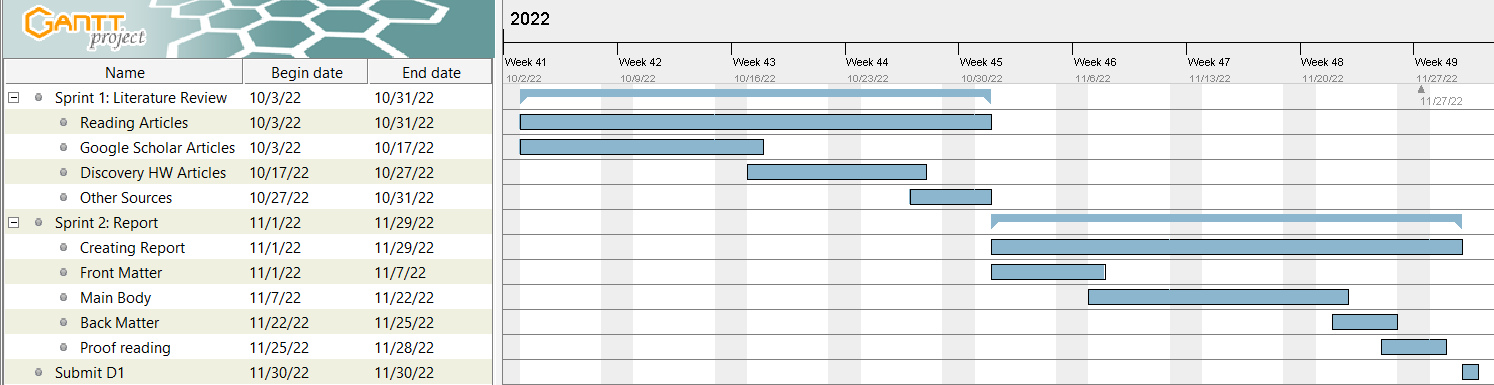 GANTT
project
2022
Week 41 Week 42 Week 43 Week 44 Week 45 Week 46 Week 47 Week 48 Week 49
10/2/22 10/9/22 10/16/22 10/23/22 10/30/22 11/6/22 11/13/22 11/20/22 11/27/22
11/27/22
Name Begin date End date
Sprint 1: Literature Review 10/3/22 10/31/22
Reading Articles 10/3/22 10/31/22
Google Scholar Articles 10/3/22 10/17/22
Discovery HW Articles 10/17/22 10/27/22
Other Sources 10/27/22 10/31/22
Sprint 2: Report 11/1/22 11/29/22
Creating Report 11/1/22 11/29/22
Front Matter 11/1/22 11/7/22
Main Body 11/7/22 11/22/22
Back Matter 11/22/22 11/25/22
Proof reading 11/25/22 11/28/22
Submit D1 11/30/22 11/30/22